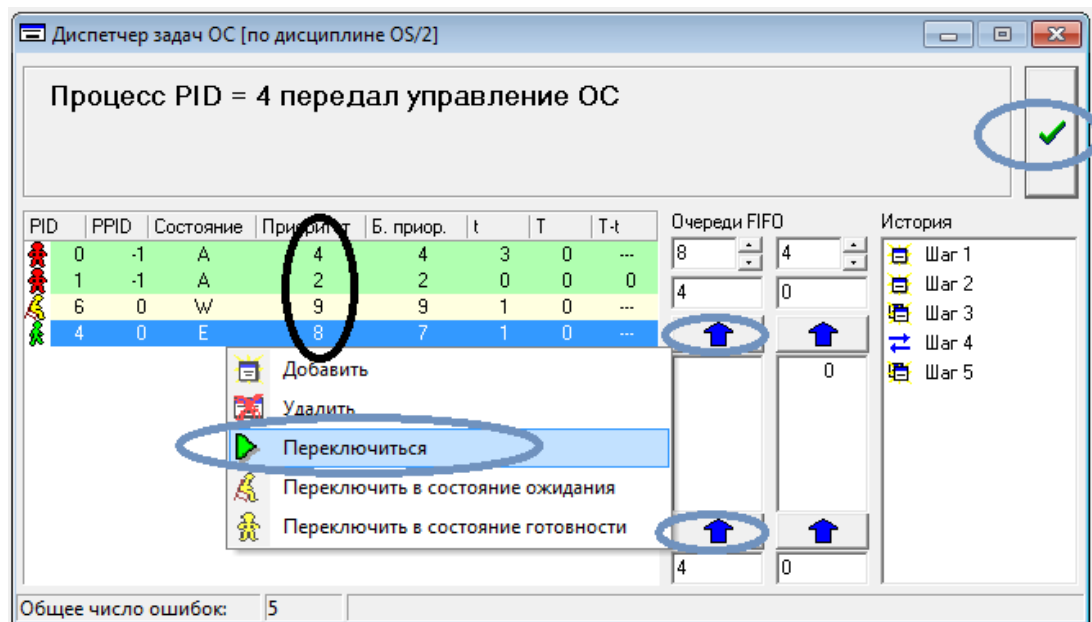 Диспетчер задач ОС [по дисциплине OS/2]
Процесс PID = 4 передал управление ОС
PID PPID Состояние Приоритет Б. приор. t T T-t
0 -1 A 4 4 3 0 ---
1 -1 A 2 2 0 0 0
6 0 W 9 9 1 0 ---
4 0 E 8 7 1 0 ---
Добавить
Удалить
Переключиться
Переключить в состояние ожидания
Переключить в состояние готовности
Очереди FIFO
8 4
4 0
0
4 0
История
Шаг 1
Шаг 2
Шаг 3
Шаг 4
Шаг 5
Общее число ошибок: 5